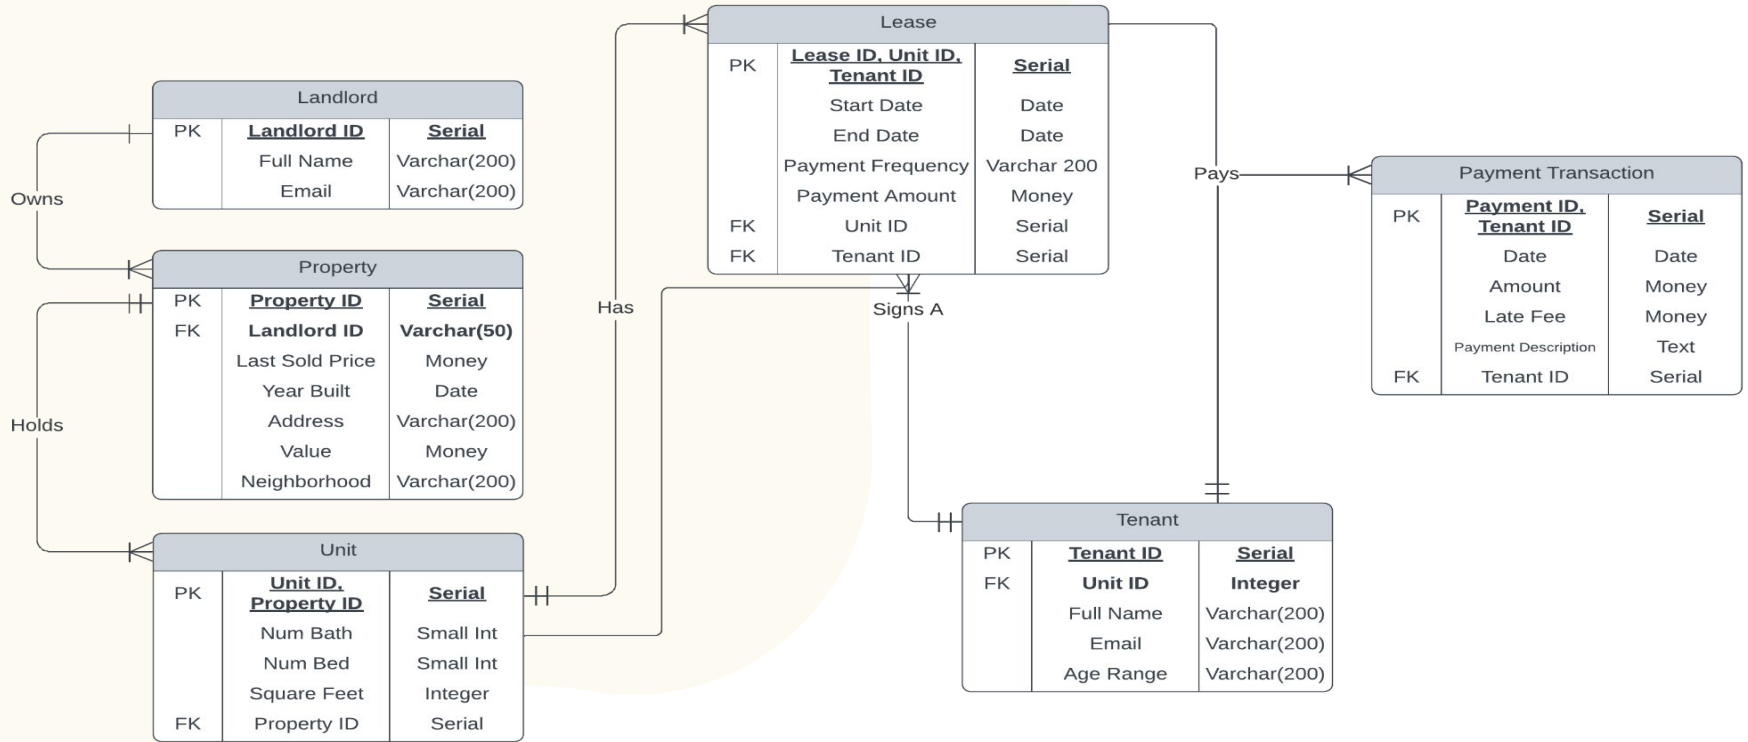 Landlord
PK Landlord ID Serial
Full Name Varchar(200)
Email Varchar(200)
Owns
Property
PK Property ID Serial
FK Landlord ID Varchar(50)
Last Sold Price Money
Year Built Date
Address Varchar(200)
Value Money
Neighborhood Varchar(200)
Holds
Unit
PK Unit ID, Property ID Serial
Num Bath Small Int
Num Bed Small Int
Square Feet Integer
FK Property ID Serial
Has
Lease
PK Lease ID, Unit ID, Tenant ID Serial
Start Date Date
End Date Date
Payment Frequency Varchar 200
Payment Amount Money
FK Unit ID Serial
FK Tenant ID Serial
Signs A
Pays
Tenant
PK Tenant ID Serial
FK Unit ID Integer
Full Name Varchar(200)
Email Varchar(200)
Age Range Varchar(200)
Payment Transaction
PK Payment ID, Tenant ID Serial
Date Date
Amount Money
Late Fee Money
Payment Description Text
FK Tenant ID Serial